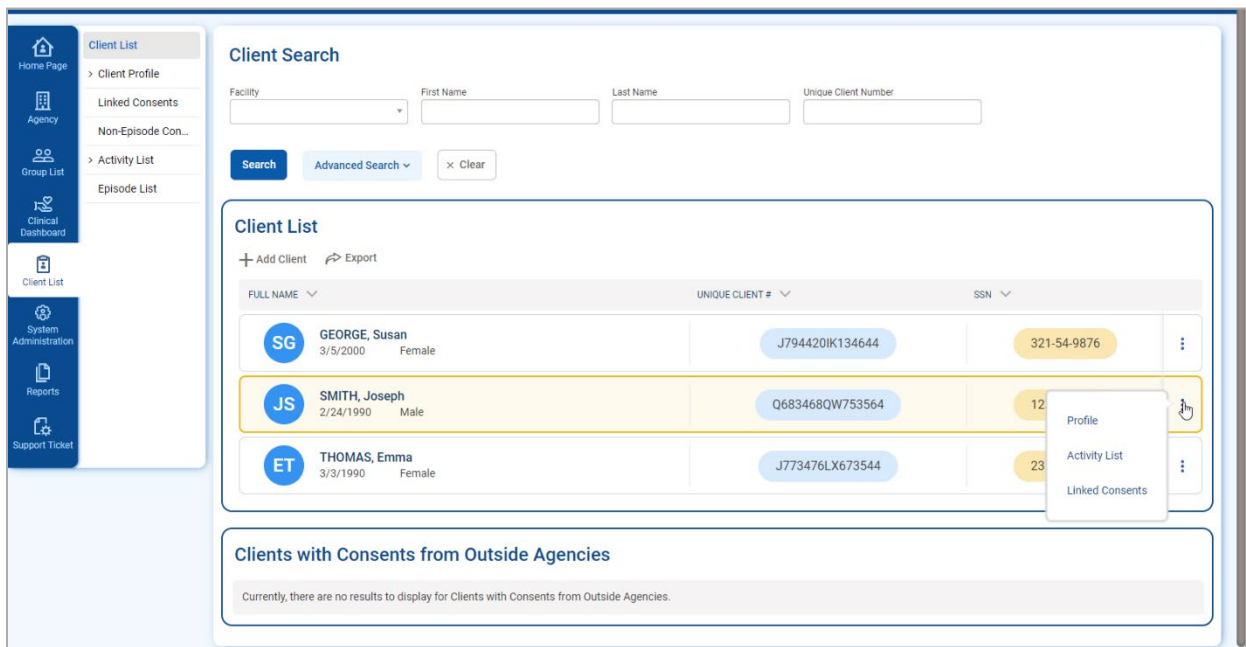 Home Page
Agency
Group List
Clinical
Dashboard
Client List
System
Administration
Reports
Support Ticket
Client List
> Client Profile
Linked Consents
Non-Episode Con...
> Activity List
Episode List
Client Search
Facility First Name Last Name Unique Client Number
Search Advanced Search × Clear
Client List
+ Add Client Export
FULL NAME UNIQUE CLIENT # SSN
SG GEORGE, Susan J794420IK134644 321-54-9876
3/5/2000 Female
JS SMITH, Joseph Q683468QW753564 12
2/24/1990 Male
ET THOMAS, Emma J773476LX673544 23
3/3/1990 Female
Profile
Activity List
Linked Consents
Clients with Consents from Outside Agencies
Currently, there are no results to display for Clients with Consents from Outside Agencies.